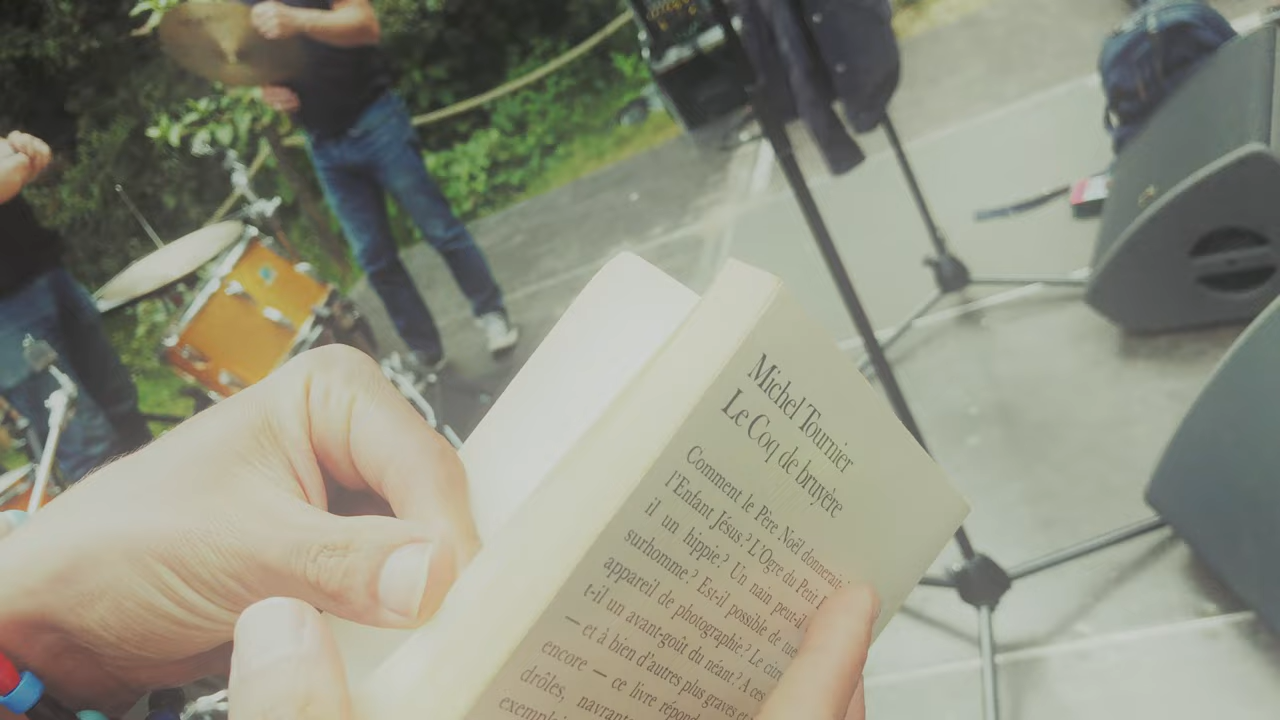 Michel Tournier
Le Coq de bruyère
Comment le Père Noël donnerait-
l'Enfant Jésus? L'Ogre du Petit
il un hippie? Un nain peut-il
surhomme? Est-il possible de
appareil de photographie? Le
t-il un avant-goût du néant? A ces
— et à bien d'autres plus graves et
encore — ce livre répond
drôles, navrant